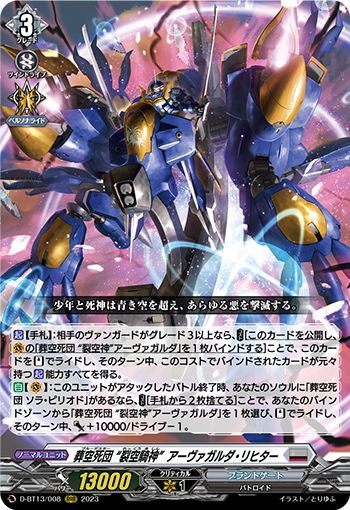 3
グレード
ツインドライブ
ペルソナライド
少年と死神は青き空を超え、あらゆる悪を撃滅する。
起【手札】:相手のヴァンガードがグレード3以上なら、[このカードを公開し、
の[葬空死団 “裂空神”アーヴァガルダ]を1枚バインドする]ことで、このカー
ドを(V)でライドし、そのターン中、このコストでバインドされたカードが元々
持つ起能力すべてを得る。
自【(V)】:このユニットがアタックしたバトル終了時、あなたのソウルに[葬空死
団 ソラ・ピリオド]があるなら、[手札から2枚捨てる]ことで、あなたのバイ
ンドゾーンから[葬空死団 “裂空神”アーヴァガルダ]を1枚選び、(V)でライド
し、そのターン中、+10000/ドライブ-1。
ノーマルユニット
葬空死団 “裂空騎神” アーヴァガルダ・リヒター
パワー
13000
クリティカル
1
ブラントゲート
バトロイド
D-BT13/008 RRR 2023
イラスト/とりゆふ